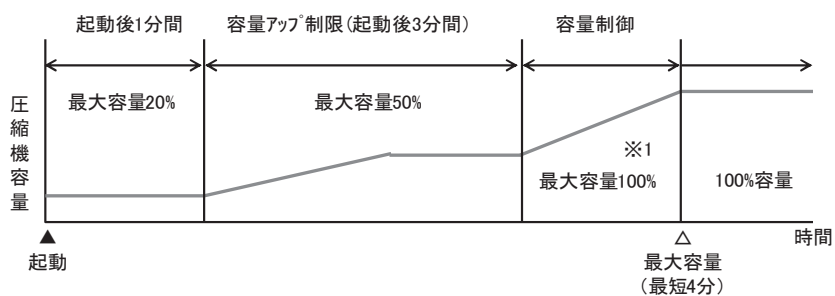 起動後1分間
容量ｱｯﾌﾟ制限(起動後3分間)
容量制御
圧縮機容量
最大容量20%
最大容量50%
※1
最大容量100%
100%容量
▲
起動
△
最大容量
(最短4分)
時間